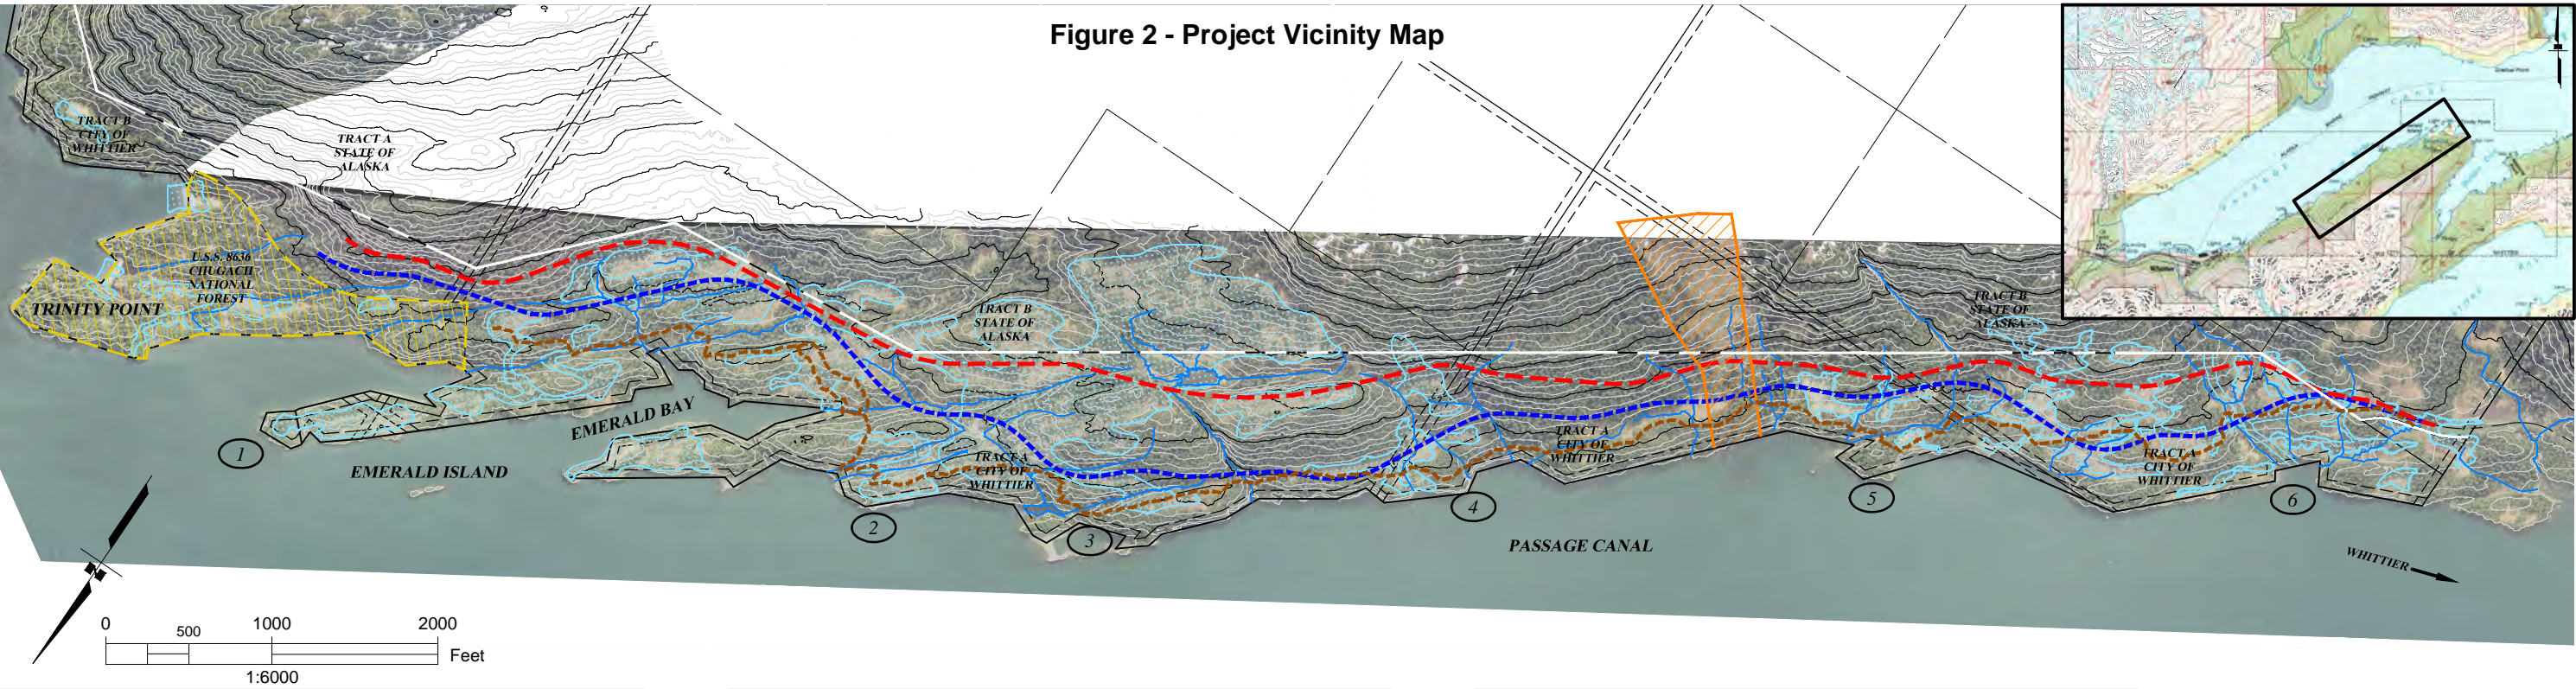 Figure 2 - Project Vicinity Map
TRACT B
CITY OF
WHITTIER
TRACT A
STATE OF
ALASKA
U.S.S. 8636
CHUGACH
NATIONAL
FOREST
TRINITY POINT
TRACT B
STATE OF
ALASKA
TRACT B
STATE OF
ALASKA
EMERALD BAY
EMERALD ISLAND
TRACT A
CITY OF
WHITTIER
TRACT A
CITY OF
WHITTIER
TRACT A
CITY OF
WHITTIER
1
2
3
4
5
6
PASSAGE CANAL
WHITTIER
0 500 1000 2000
Feet
1:6000